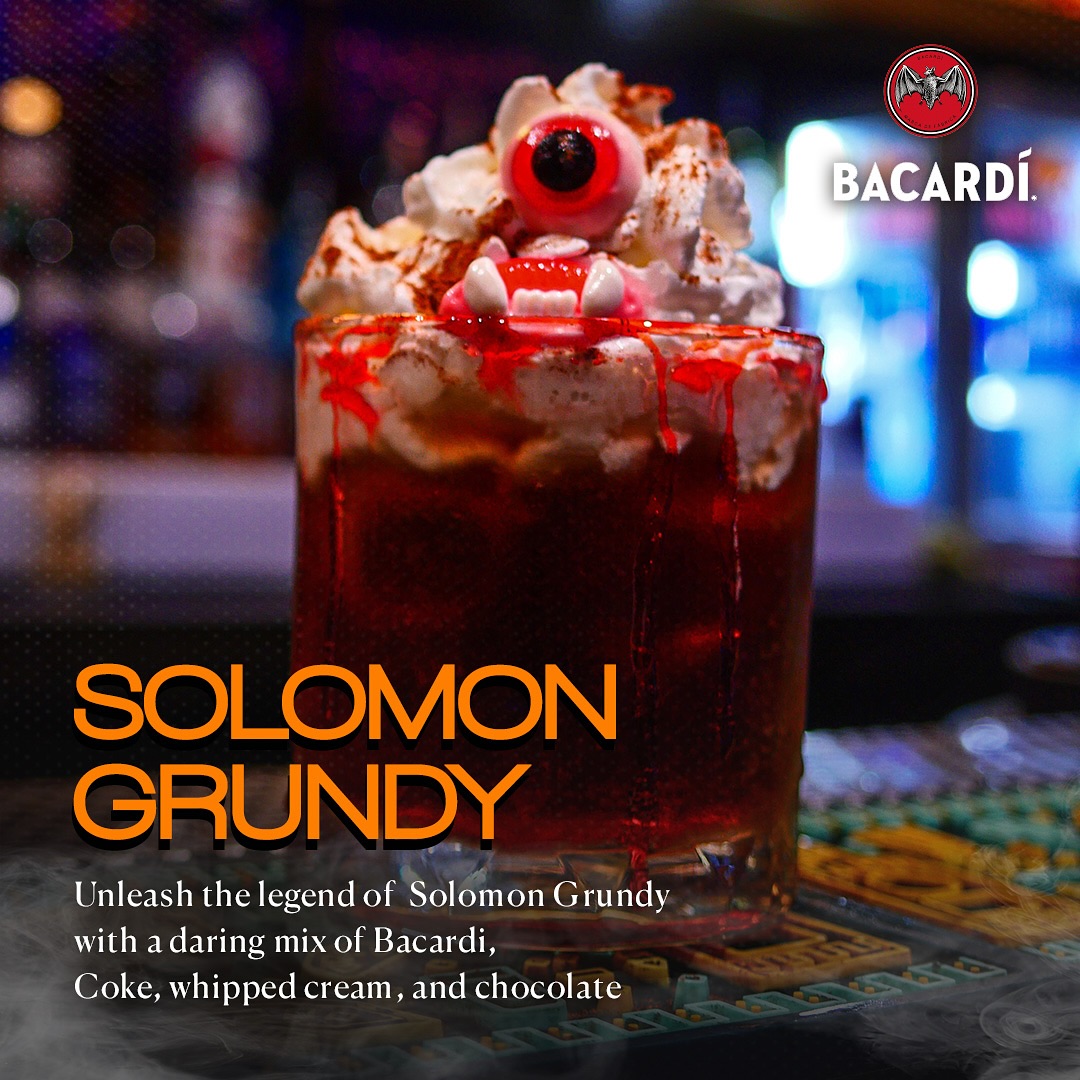 BACARDÍ
SOLOMON
GRUNDY
Unleash the legend of Solomon Grundy
with a daring mix of Bacardi,
Coke, whipped cream, and chocolate